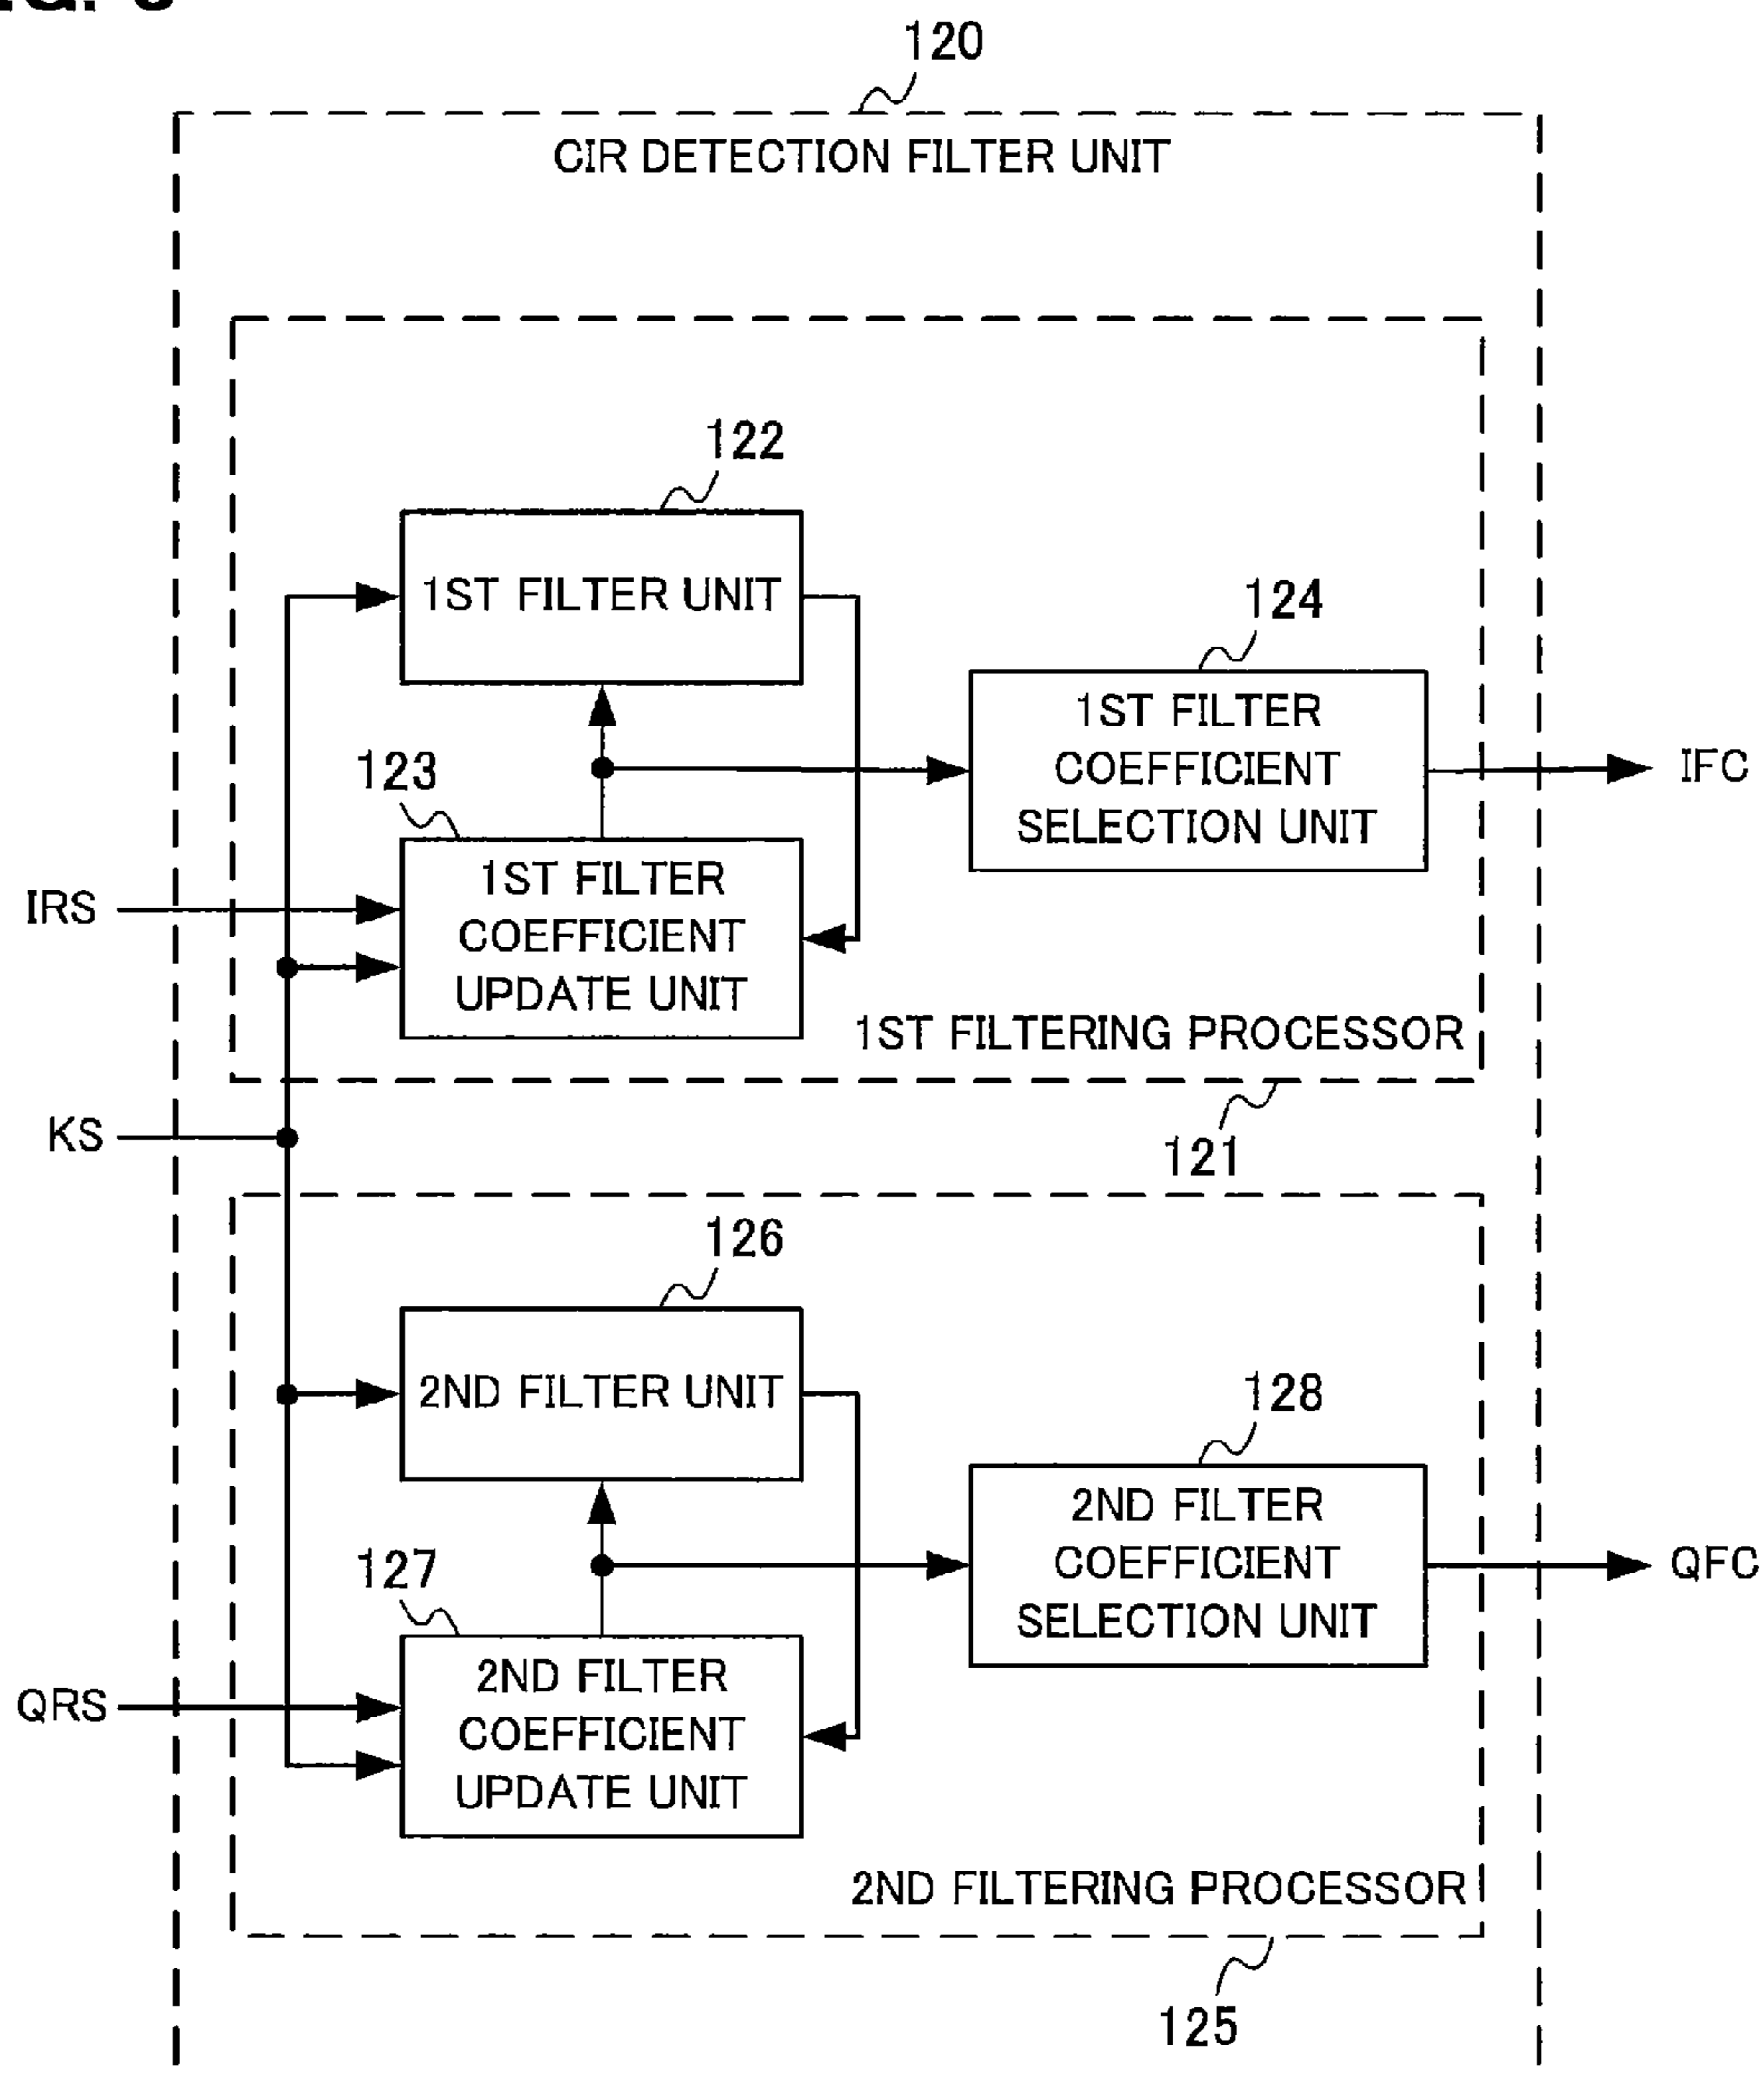 120
CIR DETECTION FILTER UNIT
122
1ST FILTER UNIT
124
1ST FILTER
COEFFICIENT
SELECTION UNIT
IFC
123
1ST FILTER
COEFFICIENT
UPDATE UNIT
IRS
1ST FILTERING PROCESSOR
KS
121
126
2ND FILTER UNIT
128
2ND FILTER
COEFFICIENT
SELECTION UNIT
QFC
127
2ND FILTER
COEFFICIENT
UPDATE UNIT
QRS
2ND FILTERING PROCESSOR
125